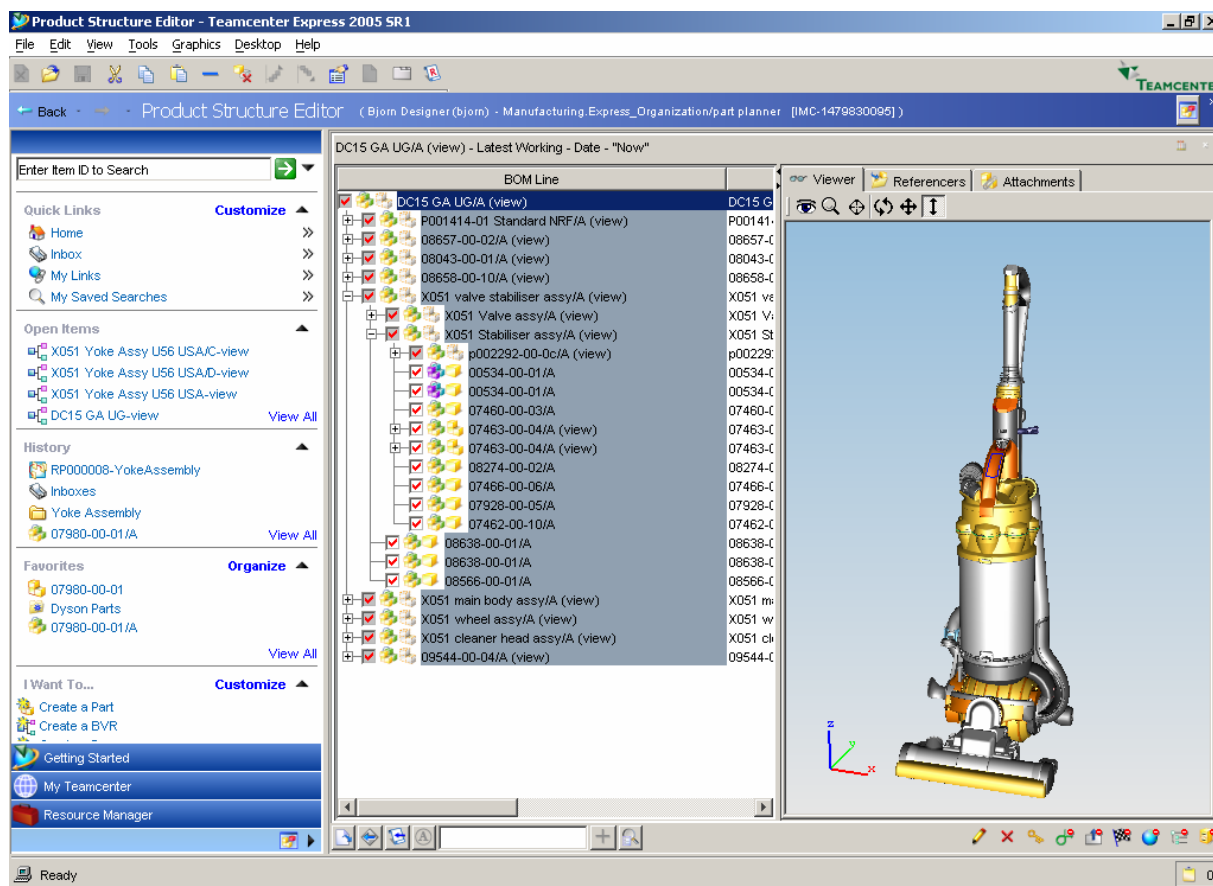 Product Structure Editor - Teamcenter Express 2005 SR1
File Edit View Tools Graphics Desktop Help
TEAMCENTE
Back Product Structure Editor ( Bjorn Designer (bjorn) - Manufacturing.Express_Organization/part planner [IMC-1479830095] )
DC15 GA UG/A (view) - Latest Working - Date - "Now"
Enter Item ID to Search
Quick Links Customize
Home
Inbox
My Links
My Saved Searches
Open Items
X051 Yoke Assy U56 USA/C-view
X051 Yoke Assy U56 USA/D-view
X051 Yoke Assy U56 USA-view
DC15 GA UG-view View All
History
RP000008-YokeAssembly
Inboxes
Yoke Assembly
07980-00-01/A View All
Favorites Organize
07980-00-01
Dyson Parts
07980-00-01/A
View All
I Want To... Customize
Create a Part
Create a BVR
Getting Started
My Teamcenter
Resource Manager
BOM Line
DC15 GA UG/A (view) DC15 G
P001414-01 Standard NRF/A (view) P00141
08657-00-02/A (view) 08657-0
08043-00-01/A (view) 08043-0
08658-00-10/A (view) 08658-0
X051 valve stabiliser assy/A (view) X051 va
X051 Valve assy/A (view) X051 V
X051 Stabiliser assy/A (view) X051 St
p002292-00-0c/A (view) p00229
00534-00-01/A 00534-0
00534-00-01/A 00534-0
07460-00-03/A 07460-0
07463-00-04/A (view) 07463-0
07463-00-04/A (view) 07463-0
08274-00-02/A 08274-0
07466-00-06/A 07466-0
07928-00-05/A 07928-0
07462-00-10/A 07462-0
08638-00-01/A 08638-0
08638-00-01/A 08638-0
08566-00-01/A 08566-0
X051 main body assy/A (view) X051 m
X051 wheel assy/A (view) X051 w
X051 cleaner head assy/A (view) X051 cl
09544-00-04/A (view) 09544-0
Viewer Referencers Attachments
z
y
x
Ready 0